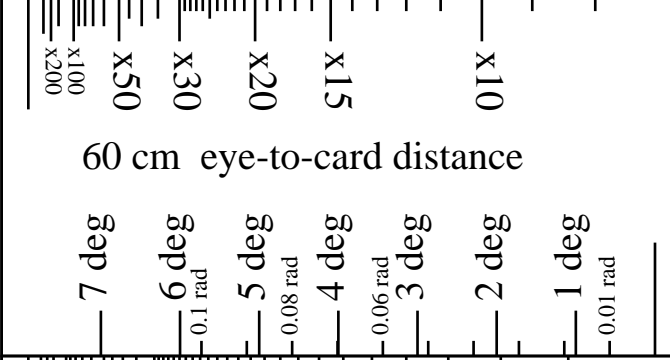 x200 x100 x50 x30 x20 x15 x10
60 cm eye-to-card distance
7 deg 6 deg 0.1 rad 5 deg 0.08 rad 4 deg 0.06 rad 3 deg 2 deg 1 deg 0.01 rad